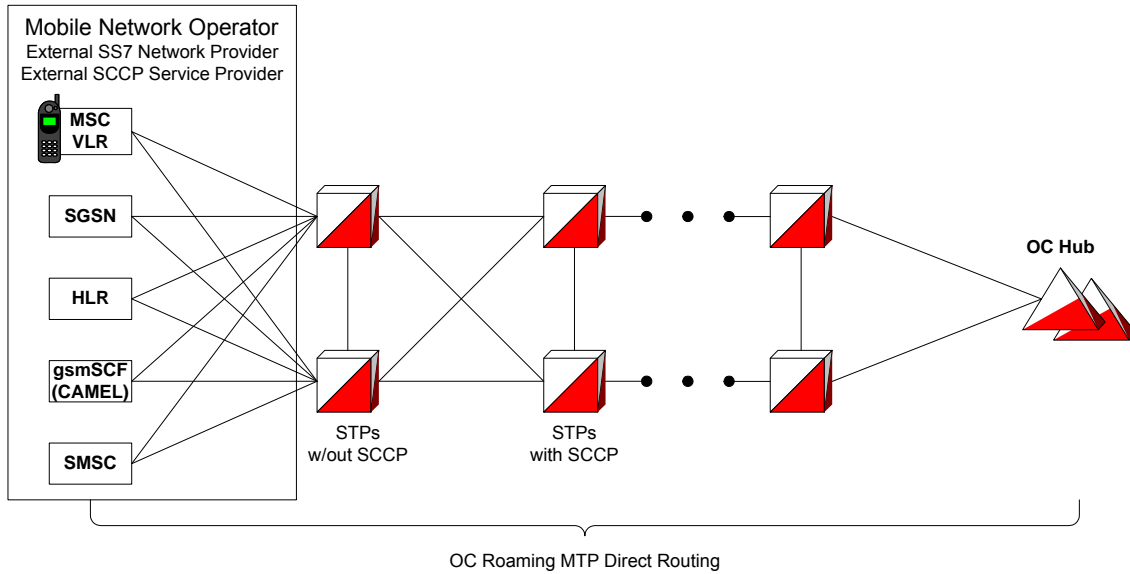 Mobile Network Operator
External SS7 Network Provider
External SCCP Service Provider
MSC
VLR
SGSN
HLR
gsmSCF
(CAMEL)
SMSC
STPs
w/out SCCP
STPs
with SCCP
OC Hub
OC Roaming MTP Direct Routing